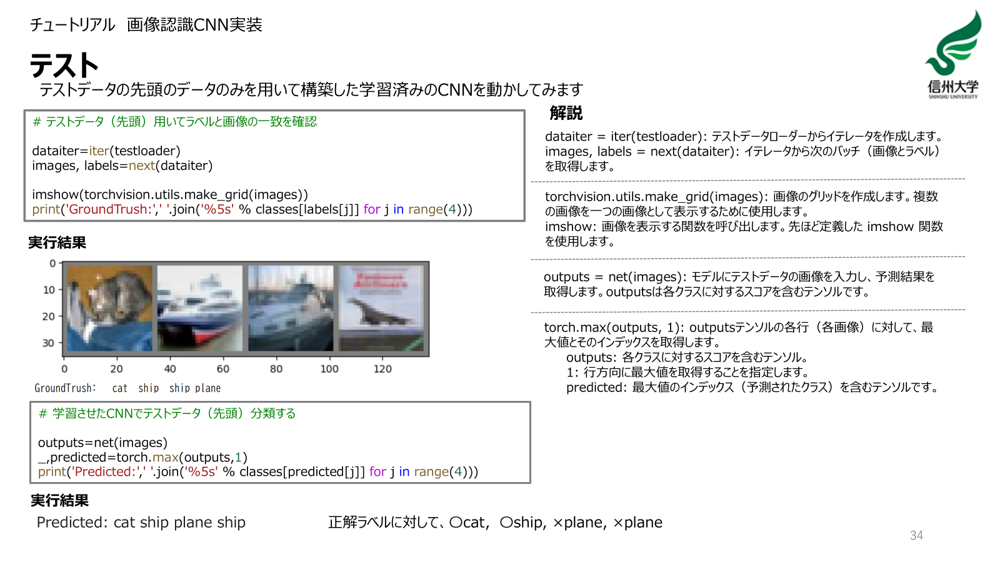 チュートリアル 画像認識CNN実装
テスト
テストデータの先頭のデータのみを用いて構築した学習済みのCNNを動かしてみます
信州大学
SHINSHU UNIVERSITY
# テストデータ（先頭）用いてラベルと画像の一致を確認
dataiter=iter(testloader)
images, labels=next(dataiter)
imshow(torchvision.utils.make_grid(images))
print('GroundTrush:',' '.join('%5s' % classes[labels[j]] for j in range(4)))
実行結果
0
10
20
30
0 20 40 60 80 100 120
GroundTrush: cat ship ship plane
# 学習させたCNNでテストデータ（先頭）分類する
outputs=net(images)
_,predicted=torch.max(outputs,1)
print('Predicted:',' '.join('%5s' % classes[predicted[j]] for j in range(4)))
実行結果
Predicted: cat ship plane ship
正解ラベルに対して、〇cat, 〇ship, ×plane, ×plane
解説
dataiter = iter(testloader): テストデータローダーからイテレータを作成します。
images, labels = next(dataiter): イテレータから次のバッチ（画像とラベル）
を取得します。
torchvision.utils.make_grid(images): 画像のグリッドを作成します。複数
の画像を一つの画像として表示するために使用します。
imshow: 画像を表示する関数を呼び出します。先ほど定義した imshow 関数
を使用します。
outputs = net(images): モデルにテストデータの画像を入力し、予測結果を
取得します。outputsは各クラスに対するスコアを含むテンソルです。
torch.max(outputs, 1): outputsテンソルの各行（各画像）に対して、最
大値とそのインデックスを取得します。
outputs: 各クラスに対するスコアを含むテンソル。
1: 行方向に最大値を取得することを指定します。
predicted: 最大値のインデックス（予測されたクラス）を含むテンソルです。
34